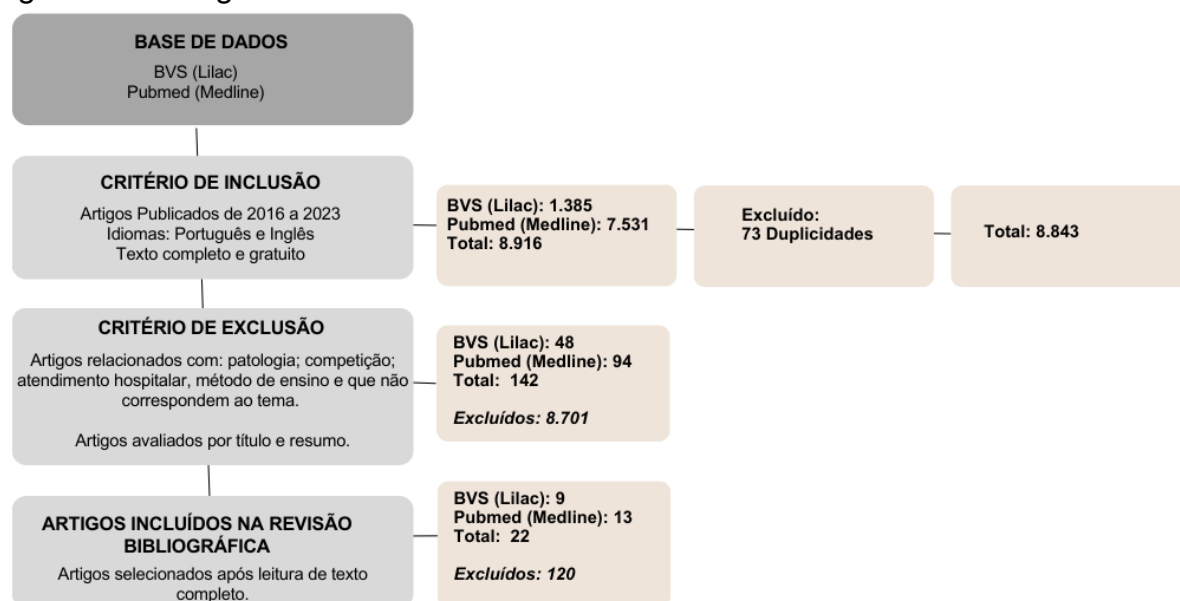 BASE DE DADOS
BVS (Lilac)
Pubmed (Medline)
CRITÉRIO DE INCLUSÃO
Artigos Publicados de 2016 a 2023
Idiomas: Português e Inglês
Texto completo e gratuito
BVS (Lilac): 1.385
Pubmed (Medline): 7.531
Total: 8.916
Excluído:
73 Duplicidades
Total: 8.843
CRITÉRIO DE EXCLUSÃO
Artigos relacionados com: patologia; competição;
atendimento hospitalar, método de ensino e que não
correspondem ao tema.
Artigos avaliados por título e resumo.
BVS (Lilac): 48
Pubmed (Medline): 94
Total: 142
Excluídos: 8.701
ARTIGOS INCLUÍDOS NA REVISÃO
BIBLIOGRÁFICA
Artigos selecionados após leitura de texto
completo.
BVS (Lilac): 9
Pubmed (Medline): 13
Total: 22
Excluídos: 120